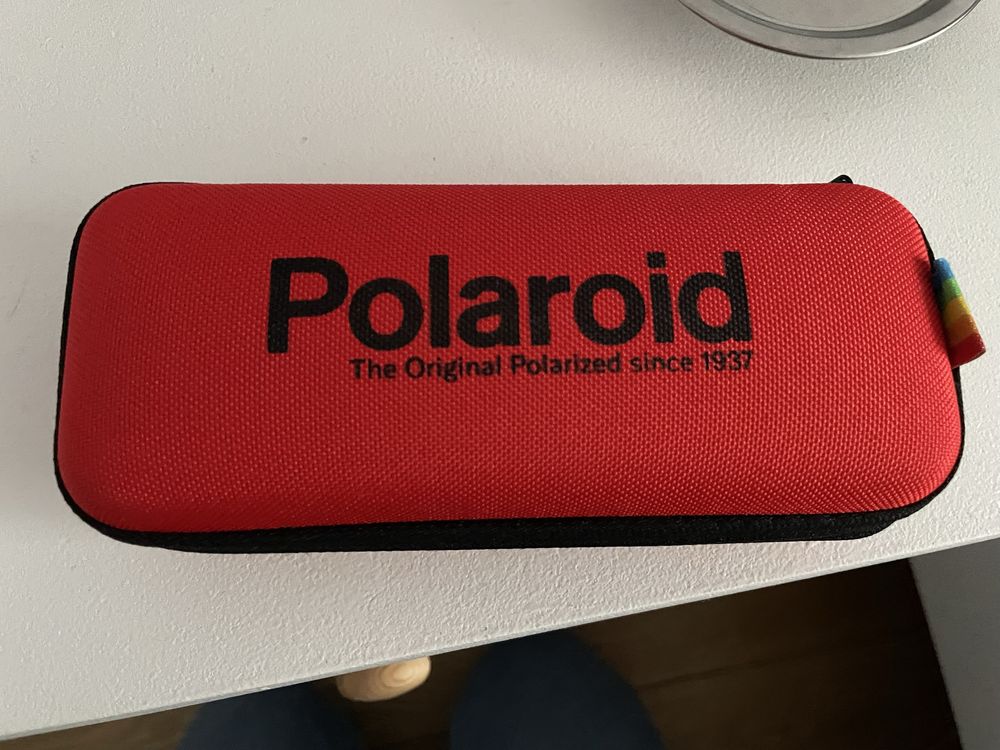 Polaroid
The Original Polarized since 1937